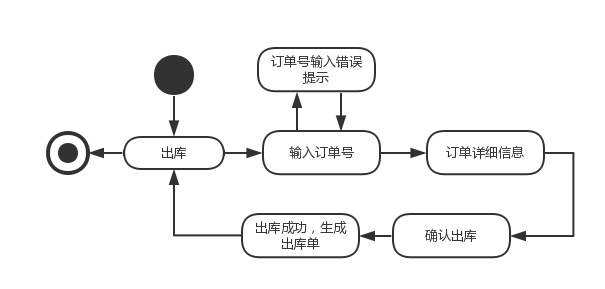 订单号输入错误
提示
出库
输入订单号
订单详细信息
出库成功，生成
出库单
确认出库